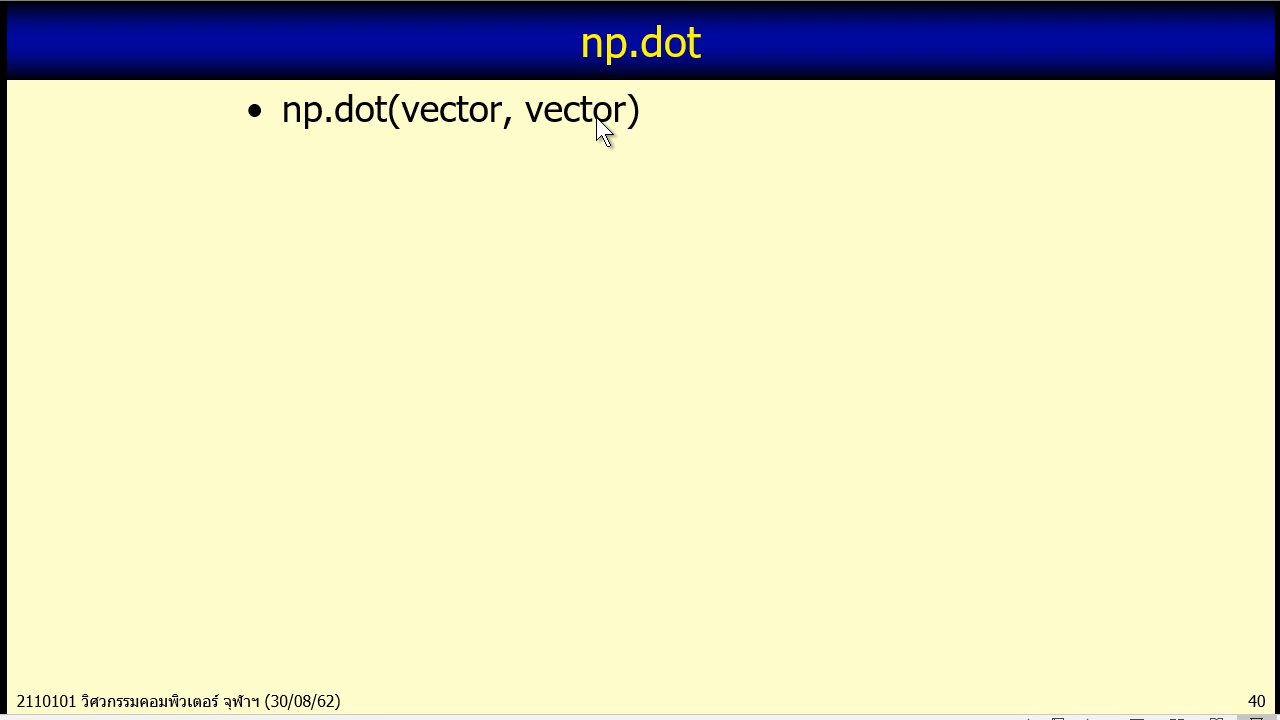 np.dot
• np.dot(vector, vector)
2110101 วิศวกรรมคอมพิวเตอร์ จุฬาฯ (30/08/62)
40